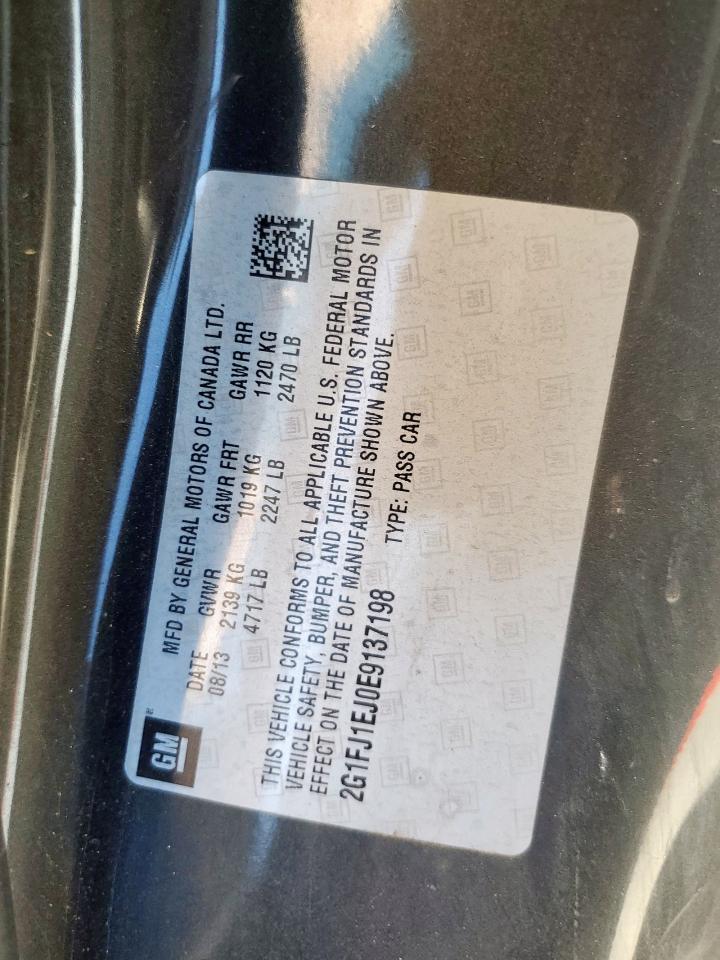 GM
MFD BY GENERAL MOTORS OF CANADA LTD.
DATE GVWR GAWR FRT GAWR RR
08/13 2139 KG 1019 KG 1120 KG
4717 LB 2247 LB 2470 LB
THIS VEHICLE CONFORMS TO ALL APPLICABLE U.S. FEDERAL MOTOR
VEHICLE SAFETY, BUMPER, AND THEFT PREVENTION STANDARDS IN
EFFECT ON THE DATE OF MANUFACTURE SHOWN ABOVE.
2G1FJ1EJ0E9137198 TYPE: PASS CAR